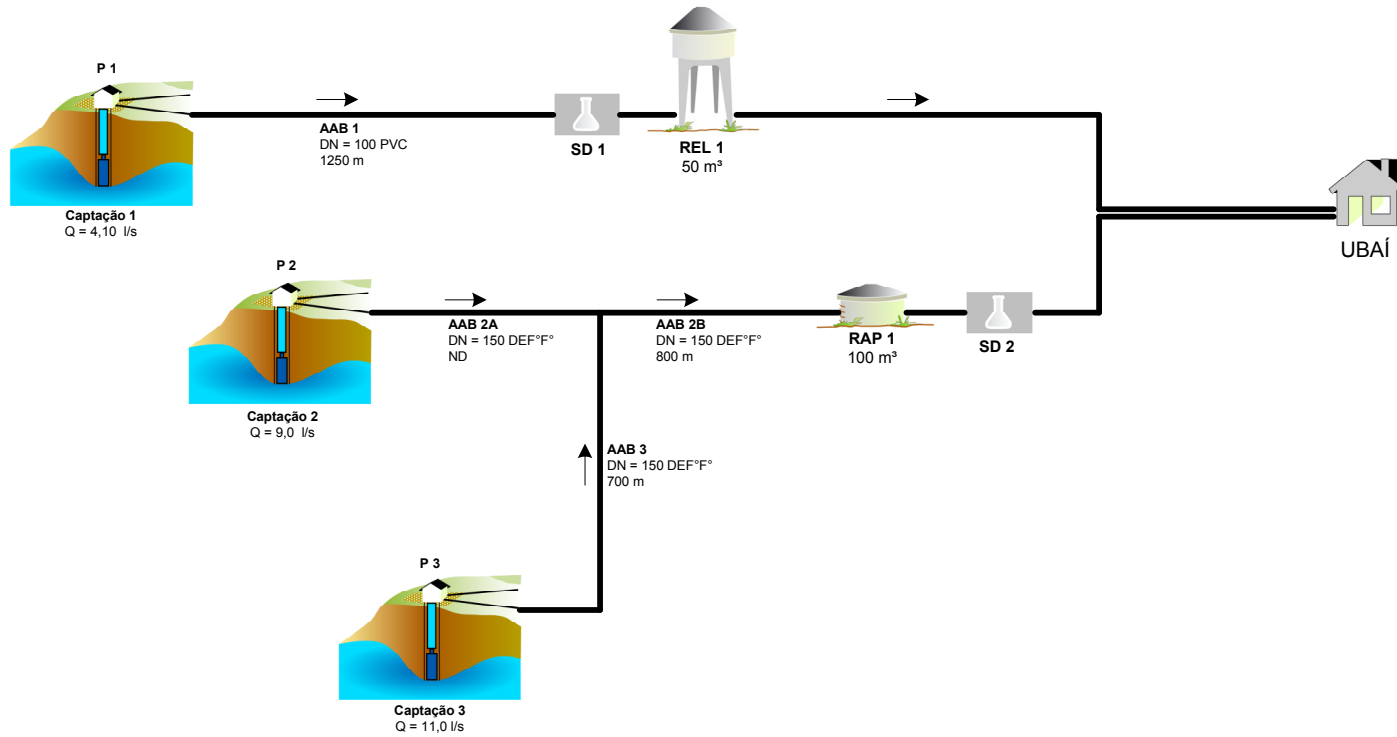 P 1
AAB 1
DN = 100 PVC
1250 m
SD 1
REL 1
50 m³
Captação 1
Q = 4,10 l/s
UBAÍ
P 2
AAB 2A
DN = 150 DEF°F°
ND
AAB 2B
DN = 150 DEF°F°
800 m
RAP 1
100 m³
SD 2
Captação 2
Q = 9,0 l/s
AAB 3
DN = 150 DEF°F°
700 m
P 3
Captação 3
Q = 11,0 l/s